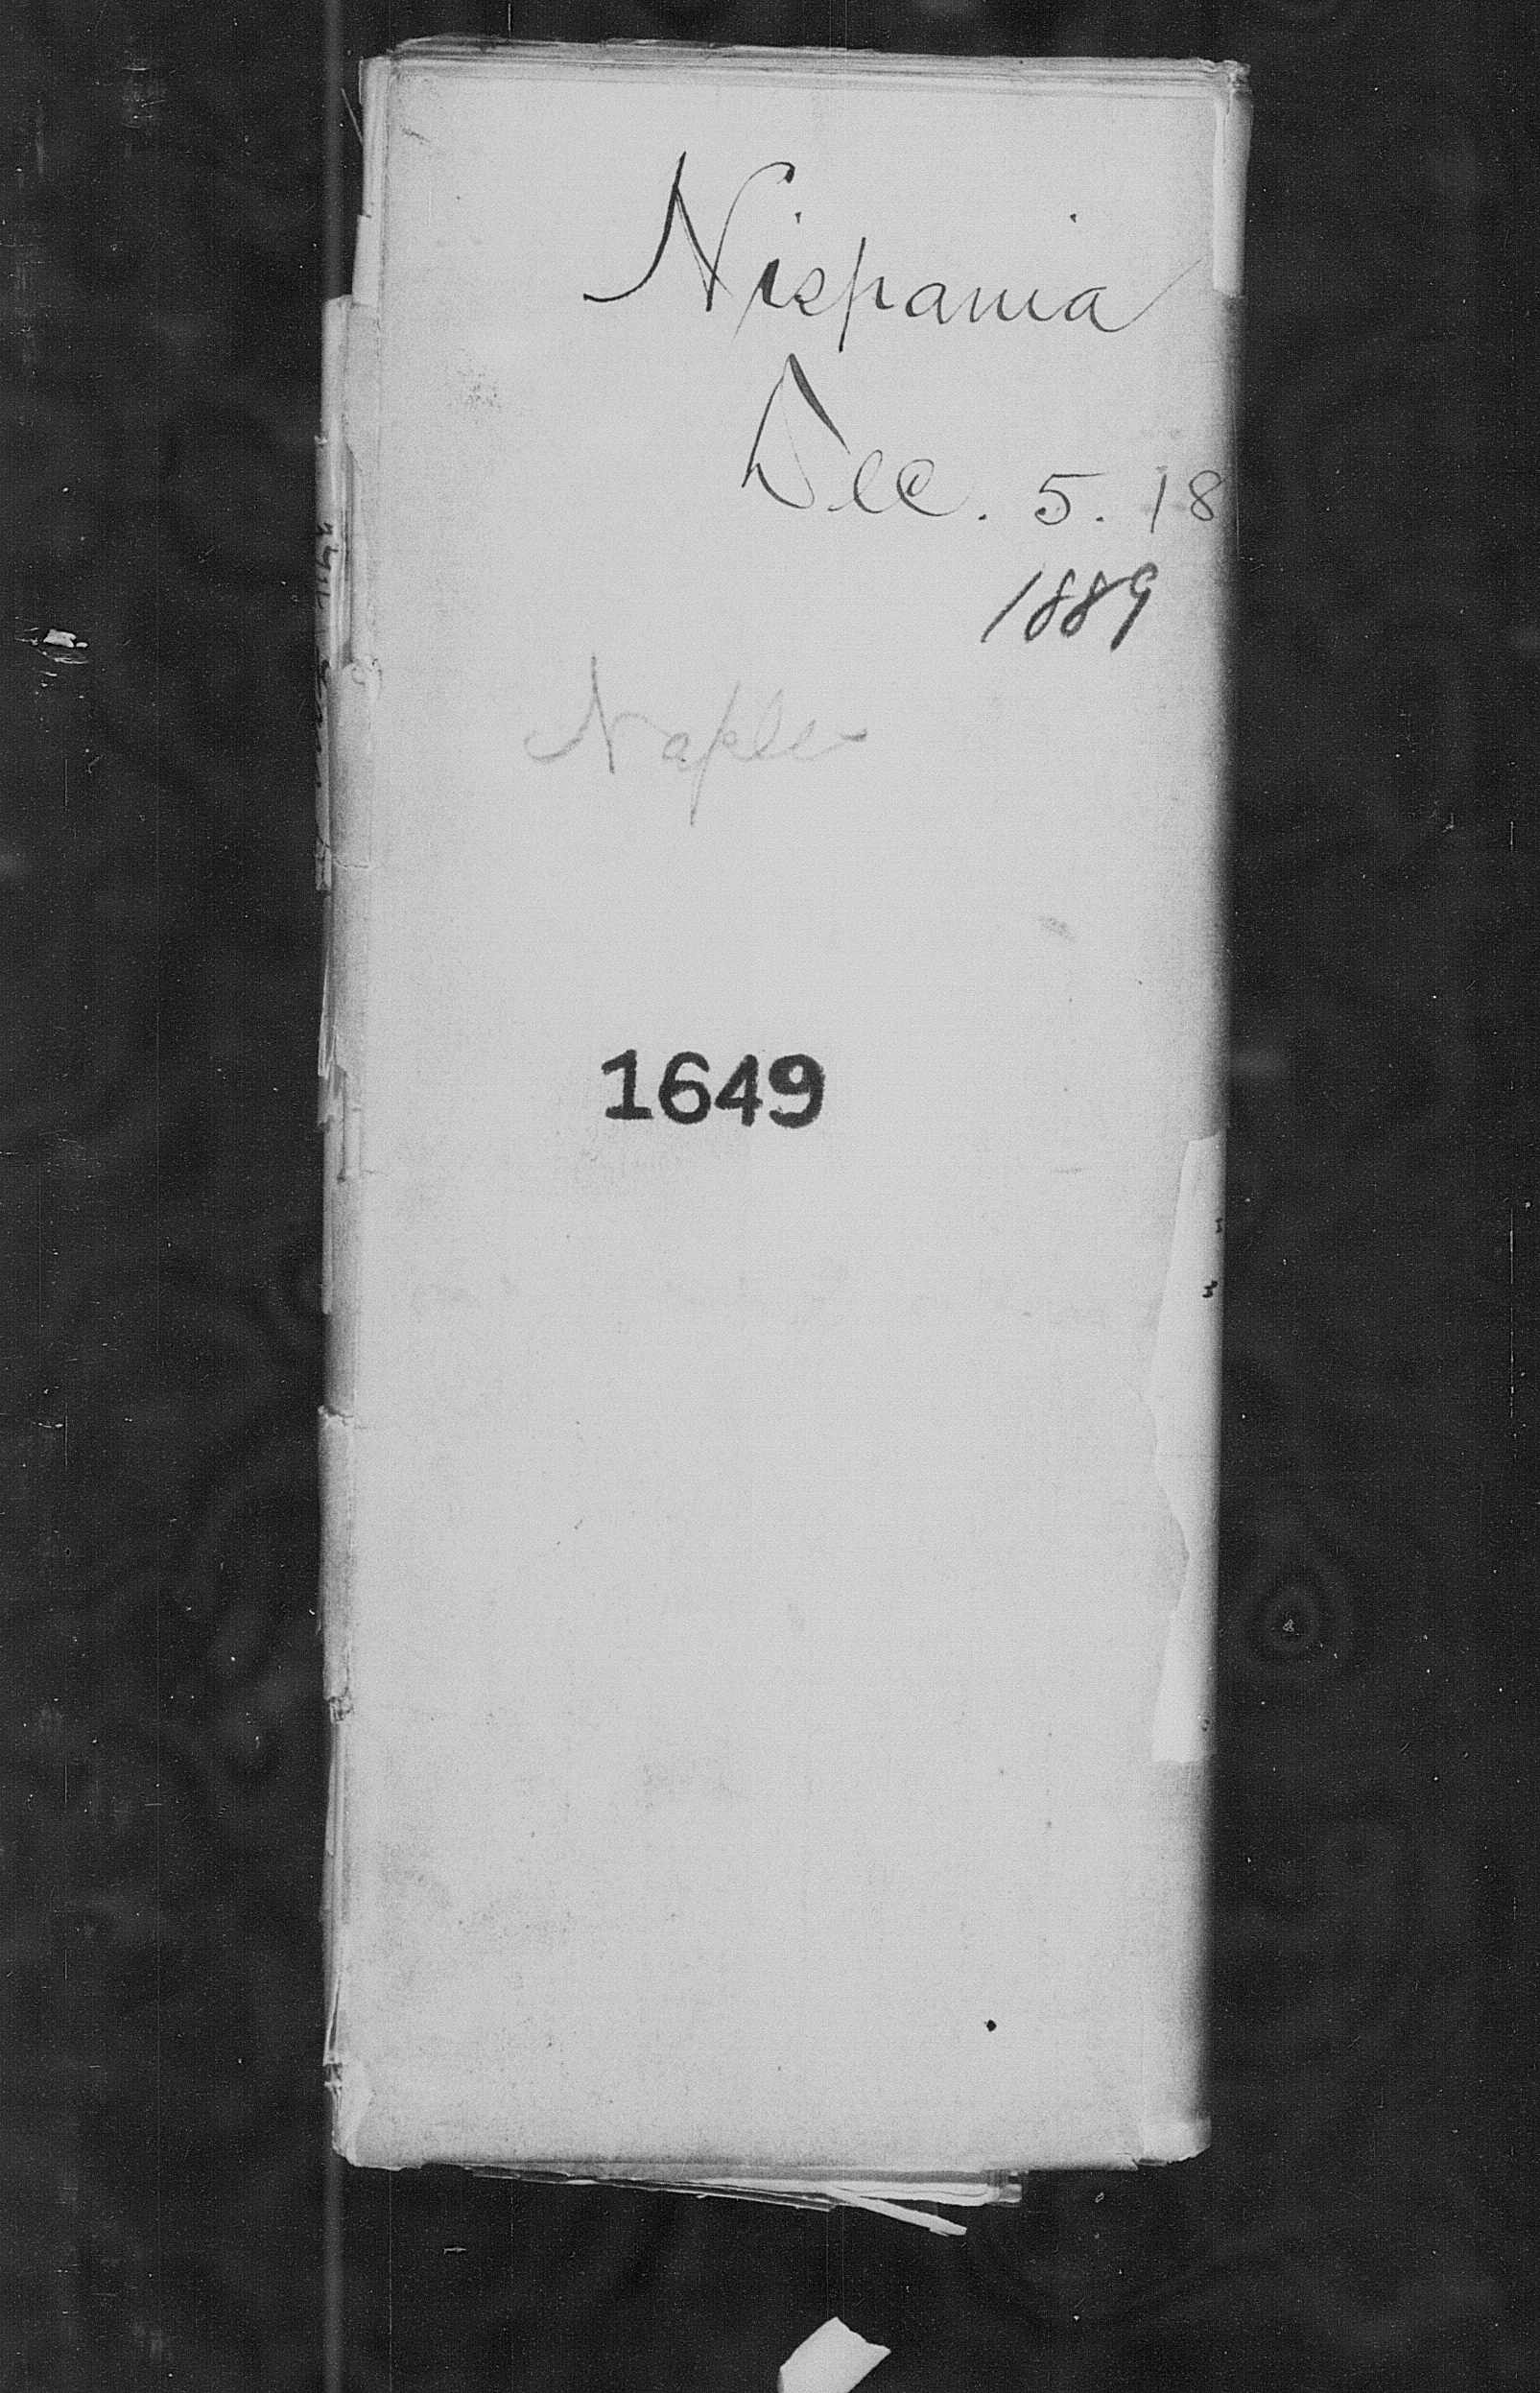 Nispania
Dec. 5. 18
1889
Naples
1649